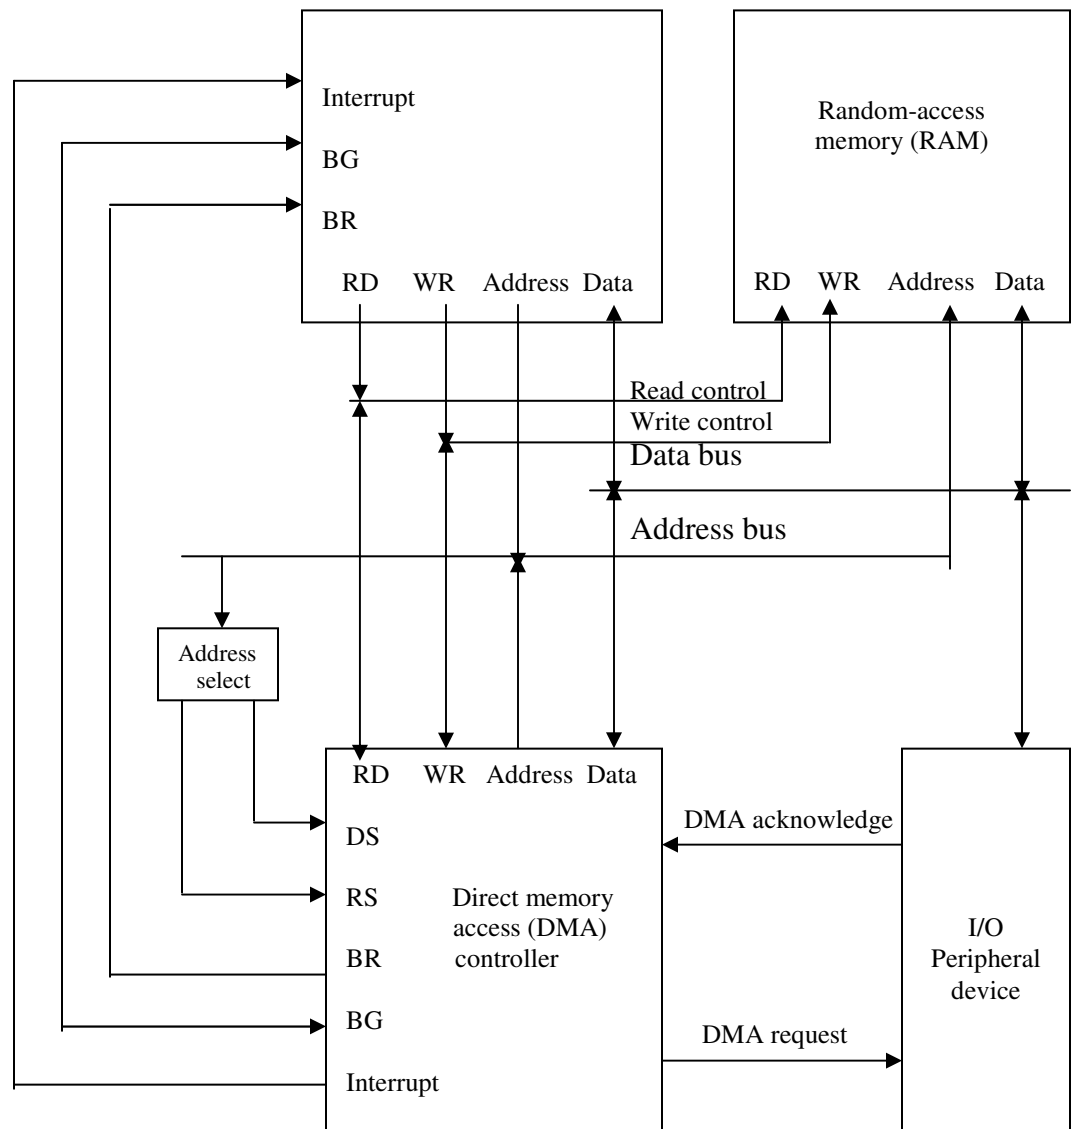 Interrupt
BG
BR
RD WR Address Data
Random-access
memory (RAM)
RD WR Address Data
Read control
Write control
Data bus
Address bus
Address
select
RD WR Address Data
DS
RS
BR
BG
Interrupt
Direct memory
access (DMA)
controller
DMA acknowledge
DMA request
I/O
Peripheral
device